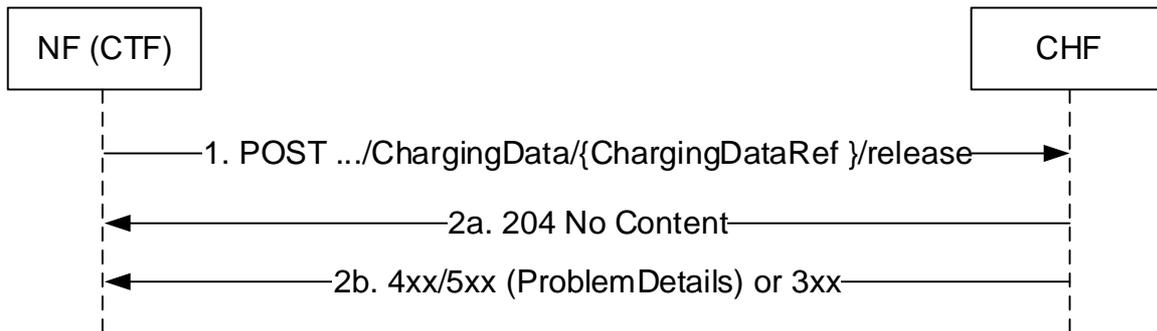 NF (CTF)
CHF
1. POST .../ChargingData/{ChargingDataRef }/release
2a. 204 No Content
2b. 4xx/5xx (ProblemDetails) or 3xx